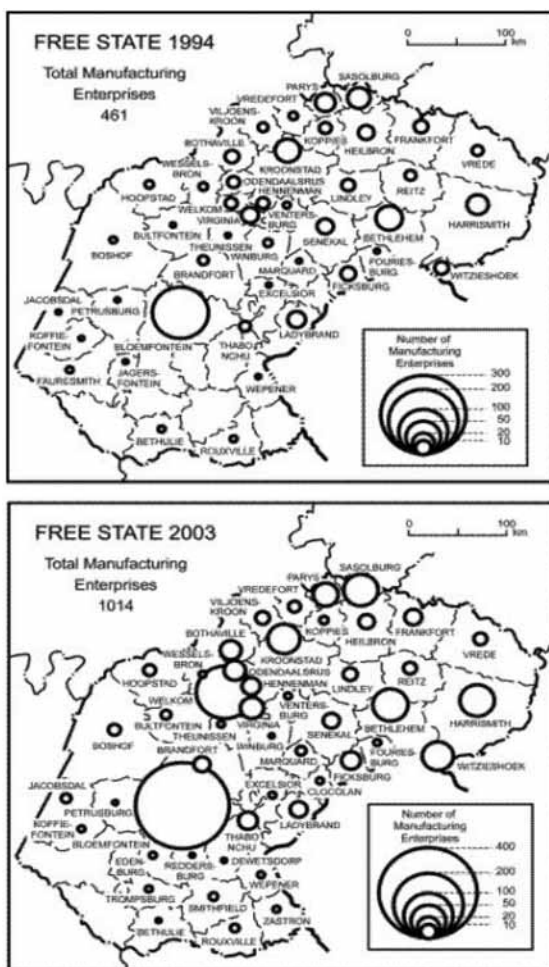 FREE STATE 1994
Total Manufacturing
Enterprises
461
0
100
km
SASOLBURG
PARYS
VREDEFORT
VILJOENS-
KROON
KOPPIES
HEILBRON
FRANKFORT
VREDE
BOTHAVILLE
KROONSTAD
WESSELS-
BRON
ODENDAALSRUS
HENNENMAN
HOOPSTAD
LINDLEY
REITZ
WELKOM
VIRGINIA
VENTERS-
BURG
HARRISMITH
BULTFONTEIN
THEUNISSEN
WINBURG
SENEKAL
BETHLEHEM
BOSHOF
BRANDFORT
MARQUARD
FOURIES-
BURG
WITZIESHOEK
FICKSBURG
EXCELSIOR
JACOBSDAL
PETRUSBURG
BLOEMFONTEIN
LADYBRAND
KOFFIE-
FONTEIN
THABO
NCHU
FAURESMITH
JAGERS-
FONTEIN
WEPENER
BETHULIE
ROUXVILLE
Number of
Manufacturing
Enterprises
300
200
100
50
20
10
FREE STATE 2003
Total Manufacturing
Enterprises
1014
0
100
km
SASOLBURG
PARYS
VREDEFORT
VILJOENS-
KROON
KOPPIES
HEILBRON
FRANKFORT
VREDE
BOTHAVILLE
KROONSTAD
WESSELS-
BRON
ODENDAALSRUS
HENNENMAN
HOOPSTAD
LINDLEY
REITZ
WELKOM
VIRGINIA
VENTERS-
BURG
HARRISMITH
BULTFONTEIN
THEUNISSEN
WINBURG
SENEKAL
BETHLEHEM
BOSHOF
BRANDFORT
MARQUARD
FOURIES-
BURG
WITZIESHOEK
FICKSBURG
EXCELSIOR
CLOCOLAN
JACOBSDAL
PETRUSBURG
LADYBRAND
KOFFIE-
FONTEIN
BLOEMFONTEIN
THABO
NCHU
EDEN-
BURG
REDDERS-
BURG
DEWETSDORP
WEPENER
TROMPSBURG
SMITHFIELD
ZASTRON
BETHULIE
ROUXVILLE
Number of
Manufacturing
Enterprises
400
200
100
50
20
10